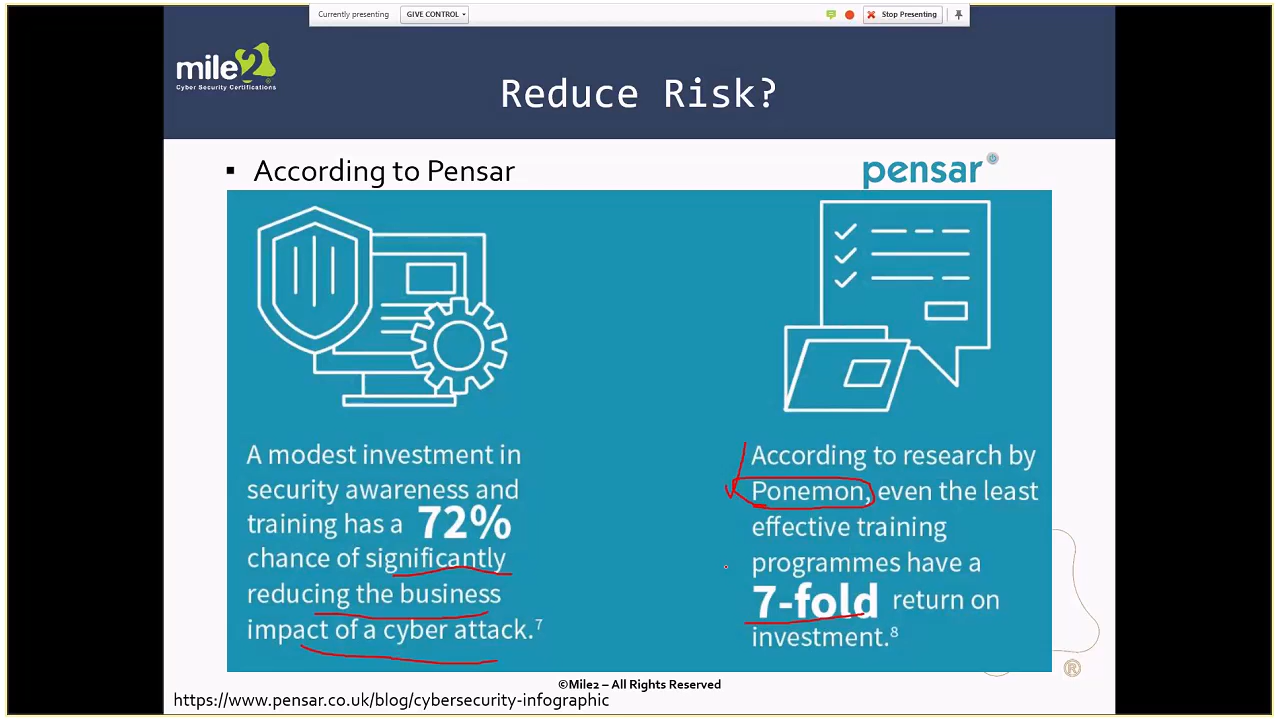 Currently presenting GIVE CONTROL Stop Presenting
mile2
Cyber Security Certifications
Reduce Risk?
▪ According to Pensar
pensar
A modest investment in
security awareness and
training has a 72%
chance of significantly
reducing the business
impact of a cyber attack.7
According to research by
Ponemon, even the least
effective training
programmes have a
7-fold return on
investment.8
®
©Mile2 – All Rights Reserved
https://www.pensar.co.uk/blog/cybersecurity-infographic